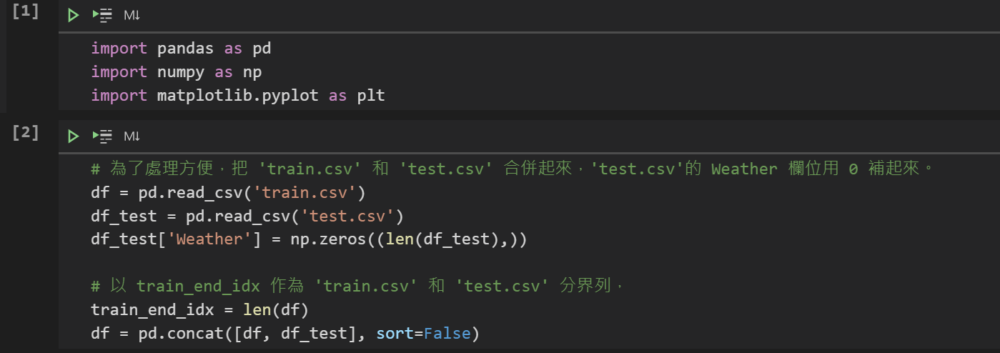 [1]
M↓
import pandas as pd
import numpy as np
import matplotlib.pyplot as plt
[2]
M↓
# 為了處理方便，把 'train.csv' 和 'test.csv' 合併起來，'test.csv'的 Weather 欄位用 0 補起來。
df = pd.read_csv('train.csv')
df_test = pd.read_csv('test.csv')
df_test['Weather'] = np.zeros((len(df_test),))
# 以 train_end_idx 作為 'train.csv' 和 'test.csv' 分界列，
train_end_idx = len(df)
df = pd.concat([df, df_test], sort=False)